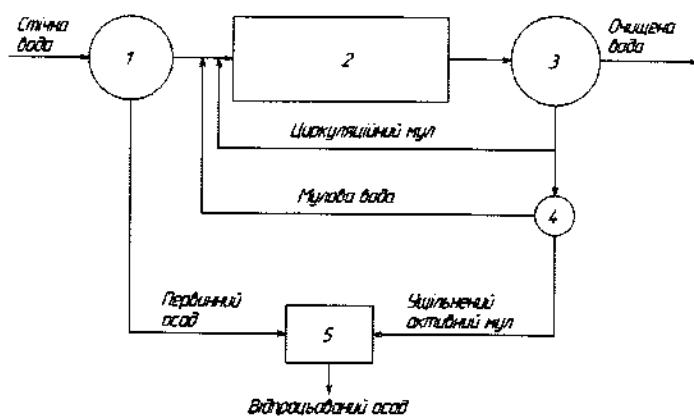 Стічна
вода
Очищена
вода
1
2
3
Циркуляційний мул
Мулова вода
4
Первинний
осад
Ущільнений
активний мул
5
Відпрацьований осад